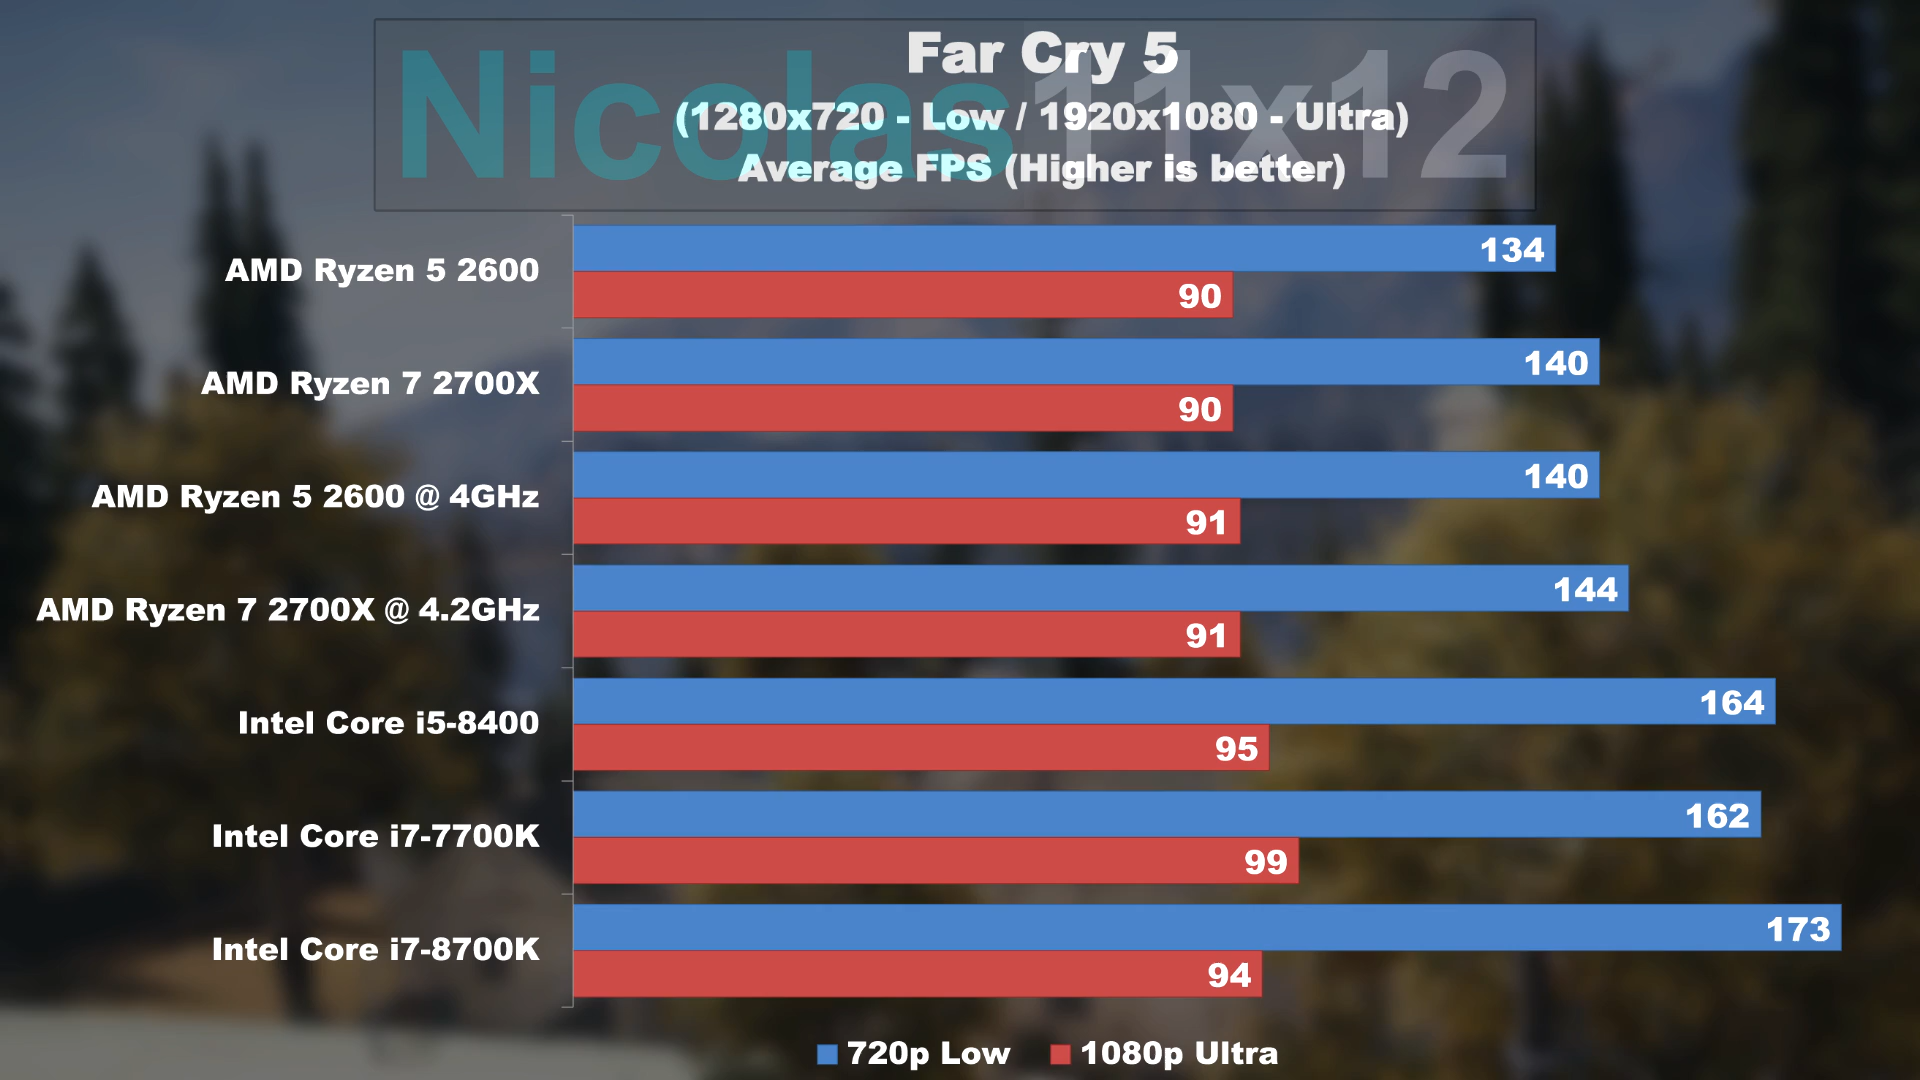 Nicolas11x12
Far Cry 5
(1280x720 - Low / 1920x1080 - Ultra)
Average FPS (Higher is better)
AMD Ryzen 5 2600
134
90
AMD Ryzen 7 2700X
140
90
AMD Ryzen 5 2600 @ 4GHz
140
91
AMD Ryzen 7 2700X @ 4.2GHz
144
91
Intel Core i5-8400
164
95
Intel Core i7-7700K
162
99
Intel Core i7-8700K
173
94
720p Low
1080p Ultra